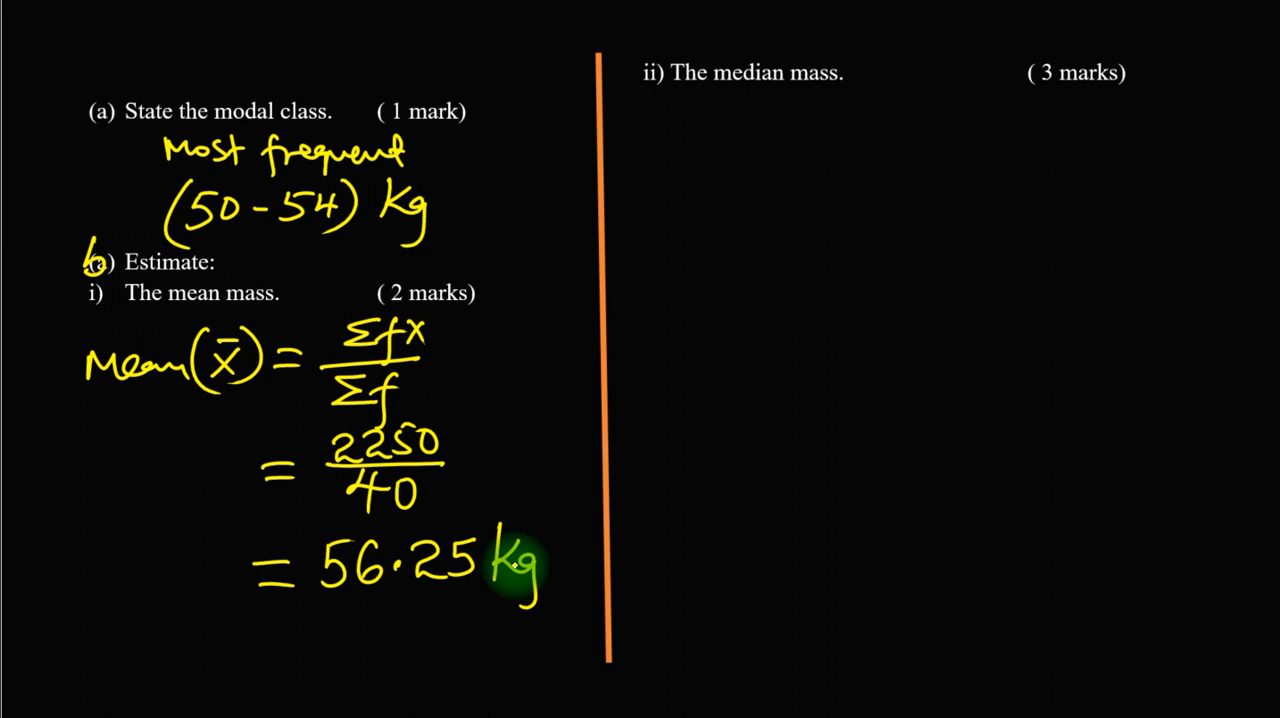 (a) State the modal class. ( 1 mark)
Most frequent
(50 - 54) Kg
b) Estimate:
i) The mean mass. ( 2 marks)
Mean (x̄) = Σfx / Σf
= 2250 / 40
= 56.25 kg
ii) The median mass. ( 3 marks)